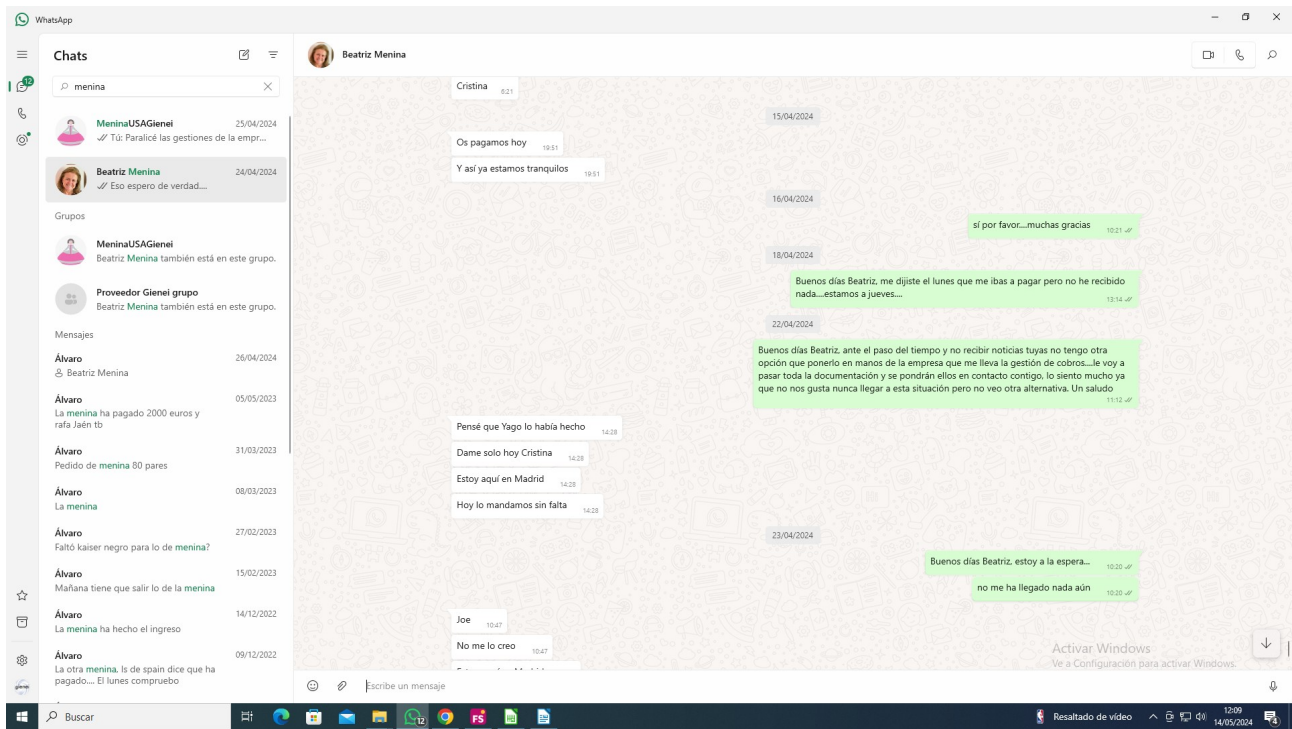 WhatsApp
Chats
menina
MeninaUSAGienei 25/04/2024
Tú: Paralicé las gestiones de la empr...
Beatriz Menina 24/04/2024
Eso espero de verdad....
Grupos
MeninaUSAGienei
Beatriz Menina también está en este grupo.
Proveedor Gienei grupo
Beatriz Menina también está en este grupo.
Mensajes
Álvaro 26/04/2024
Beatriz Menina
Álvaro 05/05/2023
La menina ha pagado 2000 euros y
rafa Jaén tb
Álvaro 31/03/2023
Pedido de menina 80 pares
Álvaro 08/03/2023
La menina
Álvaro 27/02/2023
Faltó kaiser negro para lo de menina?
Álvaro 15/02/2023
Mañana tiene que salir lo de la menina
Álvaro 14/12/2022
La menina ha hecho el ingreso
Álvaro 09/12/2022
La otra menina. Is de spain dice que ha
pagado.... El lunes compruebo
12
Beatriz Menina
Cristina 8:21
15/04/2024
Os pagamos hoy 19:51
Y así ya estamos tranquilos 19:51
16/04/2024
sí por favor....muchas gracias 10:21
18/04/2024
Buenos días Beatriz, me dijiste el lunes que me ibas a pagar pero no he recibido
nada....estamos a jueves.... 13:14
22/04/2024
Buenos días Beatriz, ante el paso del tiempo y no recibir noticias tuyas no tengo otra
opción que ponerlo en manos de la empresa que me lleva la gestión de cobros....le voy a
pasar toda la documentación y se pondrán ellos en contacto contigo, lo siento mucho ya
que no nos gusta nunca llegar a esta situación pero no veo otra alternativa. Un saludo
11:12
Pensé que Yago lo había hecho 14:28
Dame solo hoy Cristina 14:28
Estoy aquí en Madrid 14:28
Hoy lo mandamos sin falta 14:28
23/04/2024
Buenos días Beatriz, estoy a la espera... 10:20
no me ha llegado nada aún 10:20
Joe 10:47
No me lo creo 10:47
Activar Windows
Ve a Configuración para activar Windows.
Escribe un mensaje
Buscar
12
FS
Resaltado de vídeo
12:09
14/05/2024
4